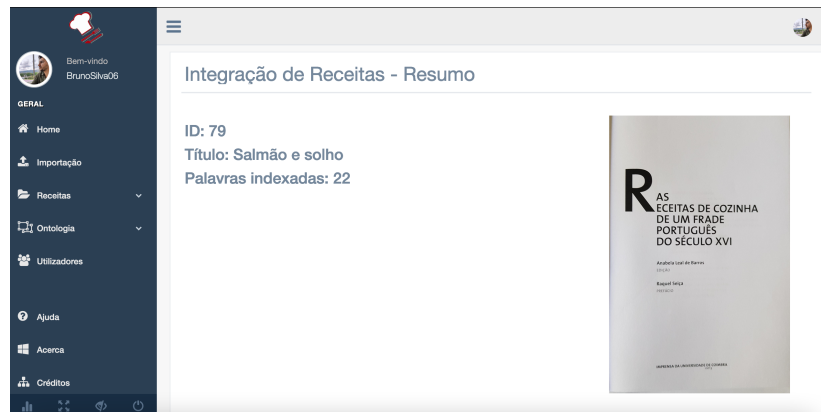 Bem-vindo
BrunoSilva06
GERAL
Home
Importação
Receitas
Ontologia
Utilizadores
Ajuda
Acerca
Créditos
Integração de Receitas - Resumo
ID: 79
Título: Salmão e solho
Palavras indexadas: 22
AS
RECEITAS DE COZINHA
DE UM FRADE
PORTUGUÊS
DO SÉCULO XVI
Anabela Leal de Barros
Raquel Seiça
IMPRENSA DA UNIVERSIDADE DE COIMBRA